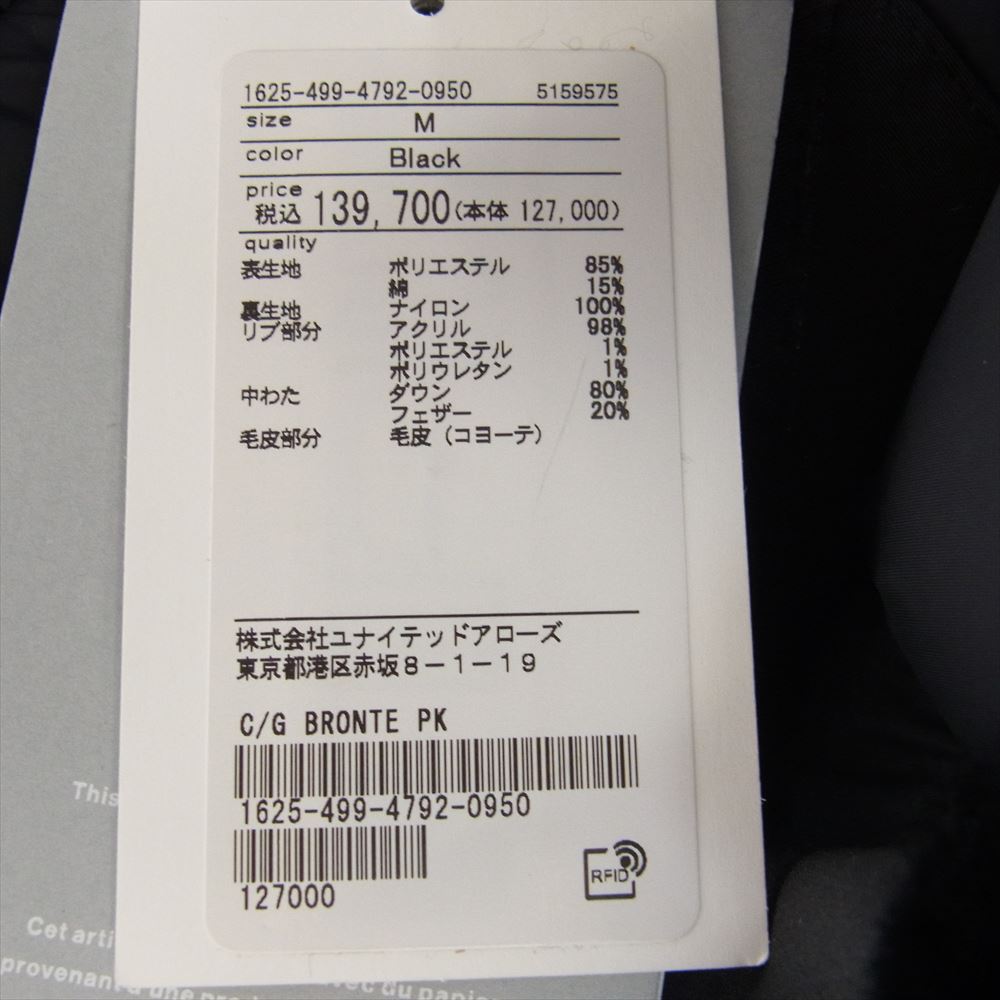 1625-499-4792-0950 5159575
size M
color Black
price
税込 139,700(本体 127,000)
quality
表生地 ポリエステル 85%
綿 15%
裏生地 ナイロン 100%
リブ部分 アクリル 98%
ポリエステル 1%
ポリウレタン 1%
中わた ダウン 80%
フェザー 20%
毛皮部分 毛皮(コヨーテ)
株式会社ユナイテッドアローズ
東京都港区赤坂8-1-19
C/G BRONTE PK
1625-499-4792-0950
127000
RFID
This
Cet arti
provenant d'une
avec du papier